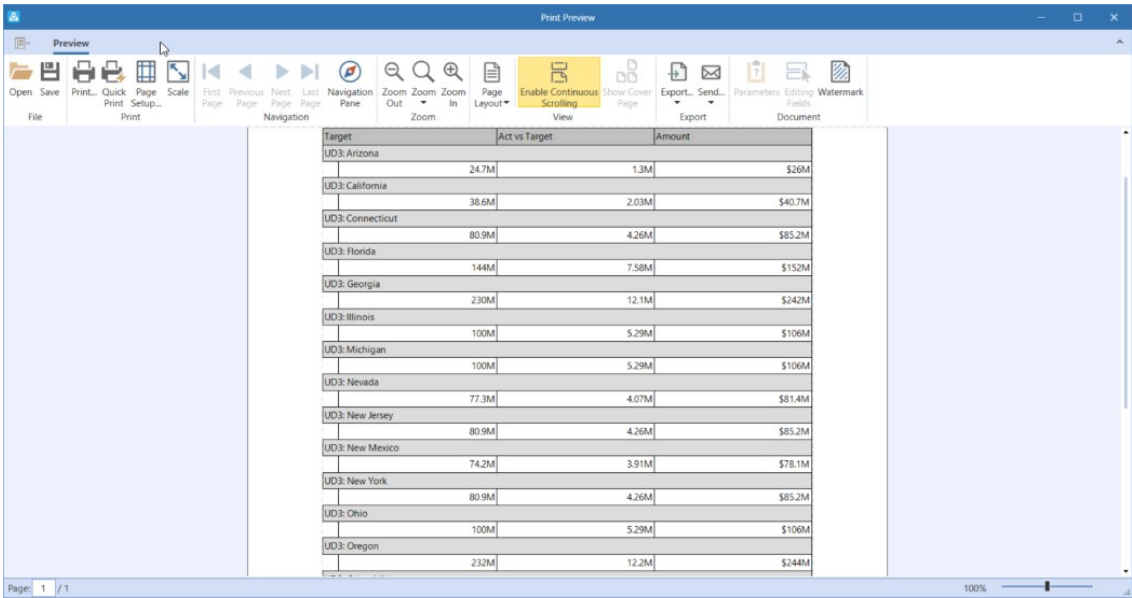 Print Preview
Preview
Open Save Print... Quick Print Page Setup... Scale First Page Previous Page Next Page Last Page Navigation Pane Zoom Out Zoom Zoom In Page Layout Enable Continuous Scrolling Show Cover Page Export... Send... Parameters Editing Fields Watermark
File Print Navigation Zoom View Export Document
Target Act vs Target Amount
UD3: Arizona
24.7M 1.3M $26M
UD3: California
38.6M 2.03M $40.7M
UD3: Connecticut
80.9M 4.26M $85.2M
UD3: Florida
144M 7.58M $152M
UD3: Georgia
230M 12.1M $242M
UD3: Illinois
100M 5.29M $106M
UD3: Michigan
100M 5.29M $106M
UD3: Nevada
77.3M 4.07M $81.4M
UD3: New Jersey
80.9M 4.26M $85.2M
UD3: New Mexico
74.2M 3.91M $78.1M
UD3: New York
80.9M 4.26M $85.2M
UD3: Ohio
100M 5.29M $106M
UD3: Oregon
232M 12.2M $244M
Page: 1 / 1 100%